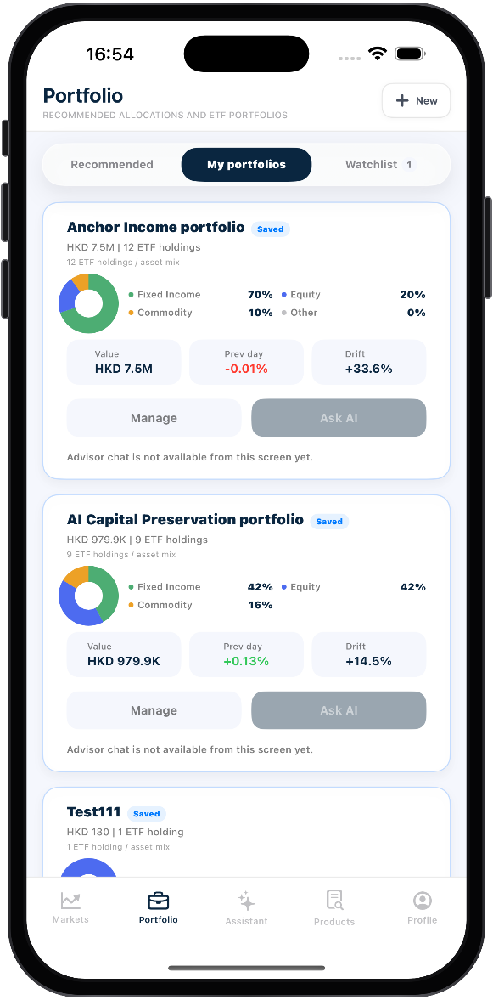 16:54
Portfolio
RECOMMENDED ALLOCATIONS AND ETF PORTFOLIOS
New
Recommended My portfolios Watchlist 1
Anchor Income portfolio Saved
HKD 7.5M | 12 ETF holdings
12 ETF holdings / asset mix
Fixed Income 70% Equity 20%
Commodity 10% Other 0%
Value Prev day Drift
HKD 7.5M -0.01% +33.6%
Manage Ask AI
Advisor chat is not available from this screen yet.
AI Capital Preservation portfolio Saved
HKD 979.9K | 9 ETF holdings
9 ETF holdings / asset mix
Fixed Income 42% Equity 42%
Commodity 16%
Value Prev day Drift
HKD 979.9K +0.13% +14.5%
Manage Ask AI
Advisor chat is not available from this screen yet.
Test111 Saved
HKD 130 | 1 ETF holding
1 ETF holding / asset mix
Markets Portfolio Assistant Products Profile